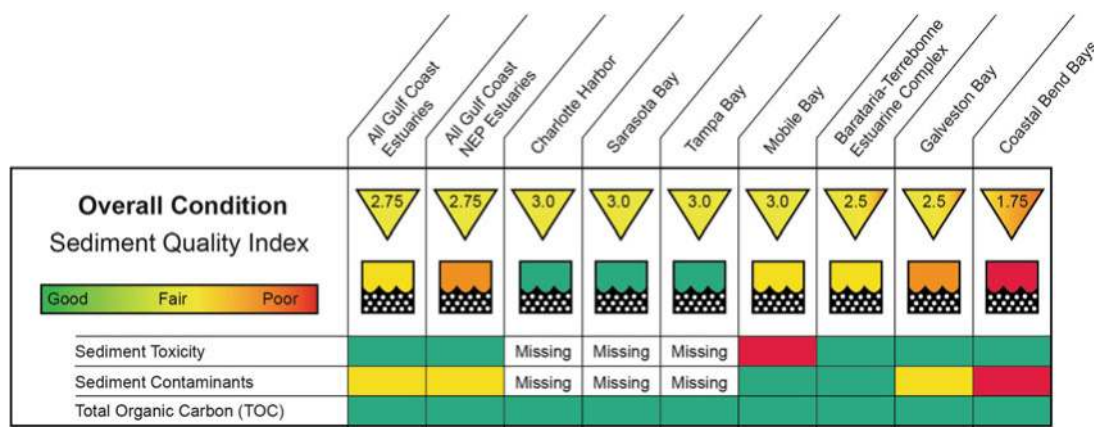 All Gulf Coast
Estuaries
All Gulf Coast
NEP Estuaries
Charlotte Harbor
Sarasota Bay
Tampa Bay
Mobile Bay
Barataria-Terrebonne
Estuarine Complex
Galveston Bay
Coastal Bend Bays
Overall Condition
Sediment Quality Index
2.75 2.75 3.0 3.0 3.0 3.0 2.5 2.5 1.75
Good Fair Poor
Sediment Toxicity Missing Missing Missing
Sediment Contaminants Missing Missing Missing
Total Organic Carbon (TOC)